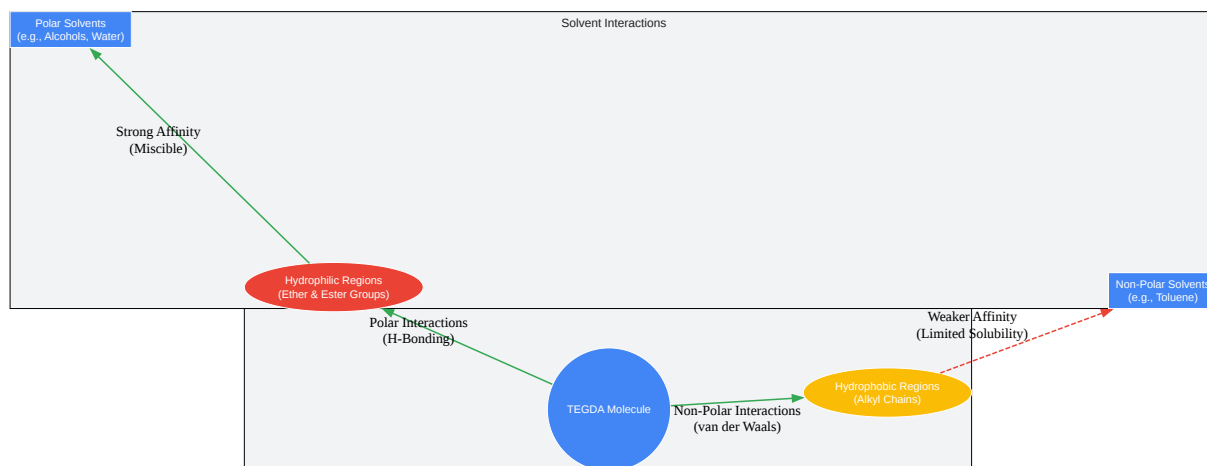 Solvent Interactions
Polar Solvents
(e.g., Alcohols, Water)
Strong Affinity
(Miscible)
Hydrophilic Regions
(Ether & Ester Groups)
Non-Polar Solvents
(e.g., Toluene)
Polar Interactions
(H-Bonding)
Weaker Affinity
(Limited Solubility)
TEGDA Molecule
Non-Polar Interactions
(van der Waals)
Hydrophobic Regions
(Alkyl Chains)